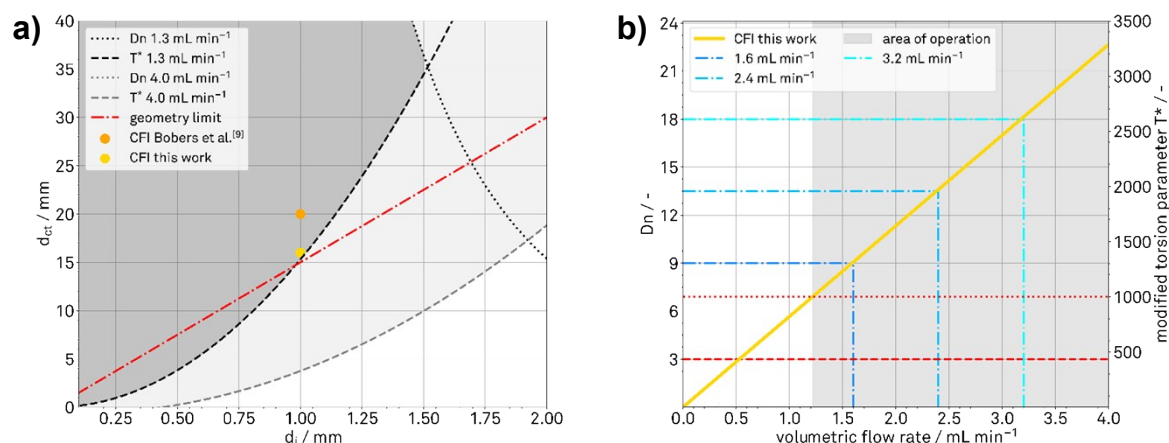 a)
40
35
30
25
20
15
10
5
0
d_ct / mm
Dn 1.3 mL min⁻¹
T* 1.3 mL min⁻¹
Dn 4.0 mL min⁻¹
T* 4.0 mL min⁻¹
geometry limit
CFI Bobers et al.[9]
CFI this work
0.25 0.50 0.75 1.00 1.25 1.50 1.75 2.00
d_i / mm
b)
24
21
18
15
12
9
6
3
0
Dn / -
CFI this work
1.6 mL min⁻¹
2.4 mL min⁻¹
area of operation
3.2 mL min⁻¹
3500
3000
2500
2000
1500
1000
500
modified torsion parameter T* / -
0.0 0.5 1.0 1.5 2.0 2.5 3.0 3.5 4.0
volumetric flow rate / mL min⁻¹